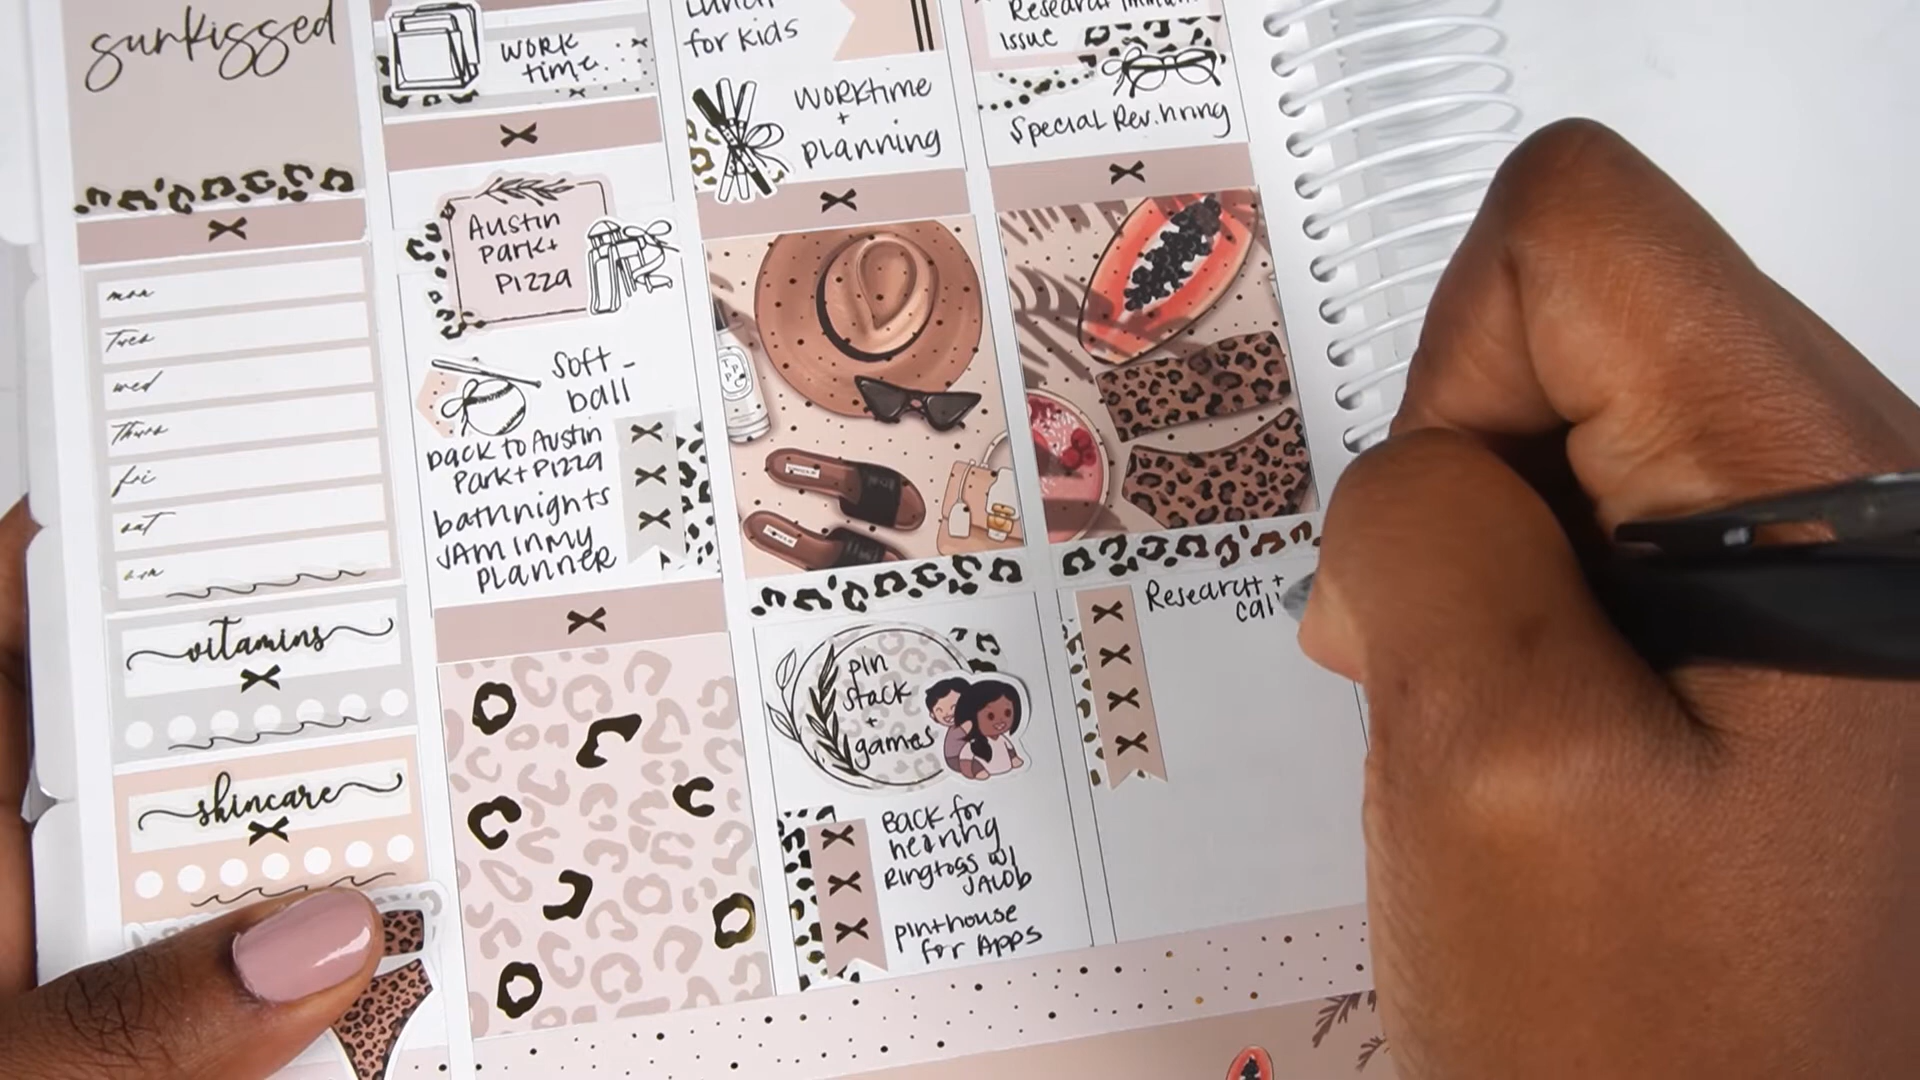 sunkissed
mon
Tues
wed
Thurs
fri
sat
sun
vitamins
skincare
WORK
time.
Austin
Park+
Pizza
Soft-
ball
back to Austin
Park + Pizza
bathnights
JAM IN MY
PLANNER
Lunch
for kids
Worktime
+
planning
pin
stack
+
games
Back for
hearing
Ringtoss w/
Jacob
pinthouse
for Apps
Research
Issue
Special Rev. hring
Research +